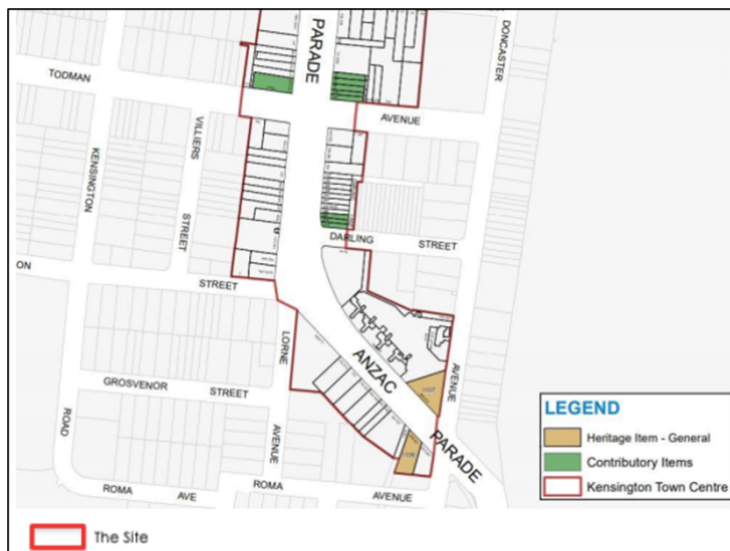 PARADE
DONCASTER
TODMAN
AVENUE
KENSINGTON
VILLIERS
STREET
DARLING
STREET
ON
STREET
LORNE
ANZAC
AVENUE
GROSVENOR
STREET
PARADE
ROAD
AVENUE
ROMA
AVE
ROMA
AVENUE
LEGEND
Heritage Item - General
Contributory Items
Kensington Town Centre
The Site